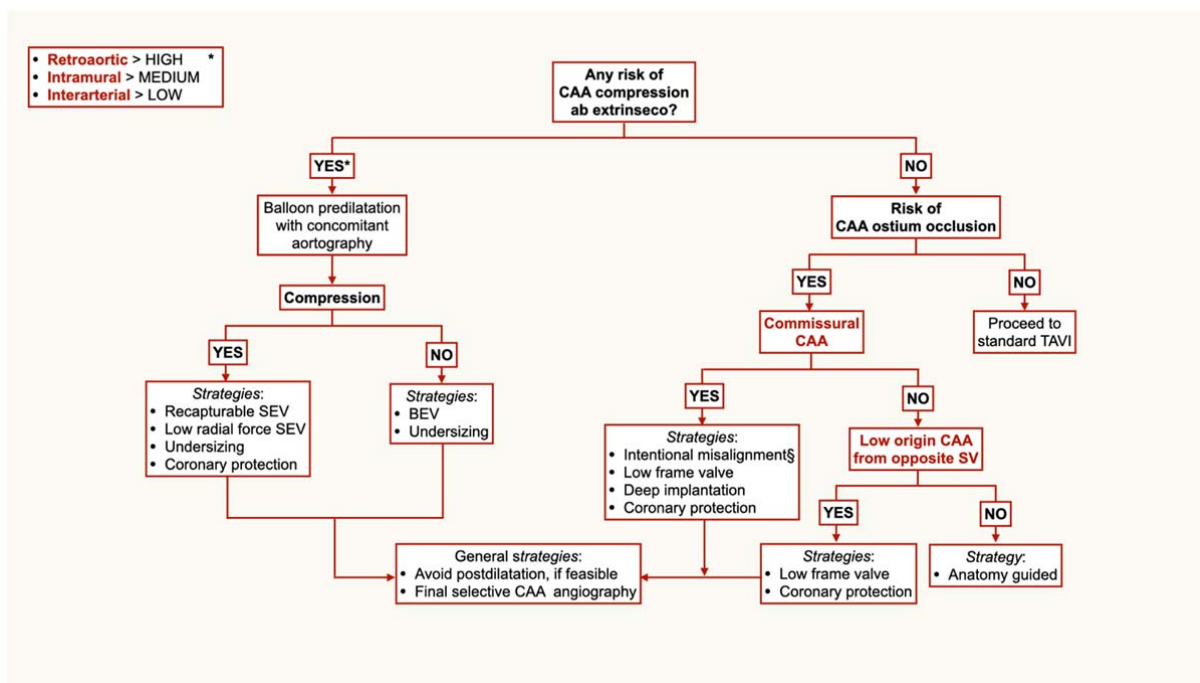 • Retroaortic > HIGH *
• Intramural > MEDIUM
• Interarterial > LOW
Any risk of
CAA compression
ab extrinseco?
YES*
NO
Balloon predilatation
with concomitant
aortography
Risk of
CAA ostium occlusion
Compression
YES
NO
Commissural
CAA
Proceed to
standard TAVI
YES
NO
Strategies:
• Recapturable SEV
• Low radial force SEV
• Undersizing
• Coronary protection
Strategies:
• BEV
• Undersizing
YES
NO
Strategies:
• Intentional misalignment§
• Low frame valve
• Deep implantation
• Coronary protection
Low origin CAA
from opposite SV
YES
NO
General strategies:
• Avoid postdilatation, if feasible
• Final selective CAA angiography
Strategies:
• Low frame valve
• Coronary protection
Strategy:
• Anatomy guided